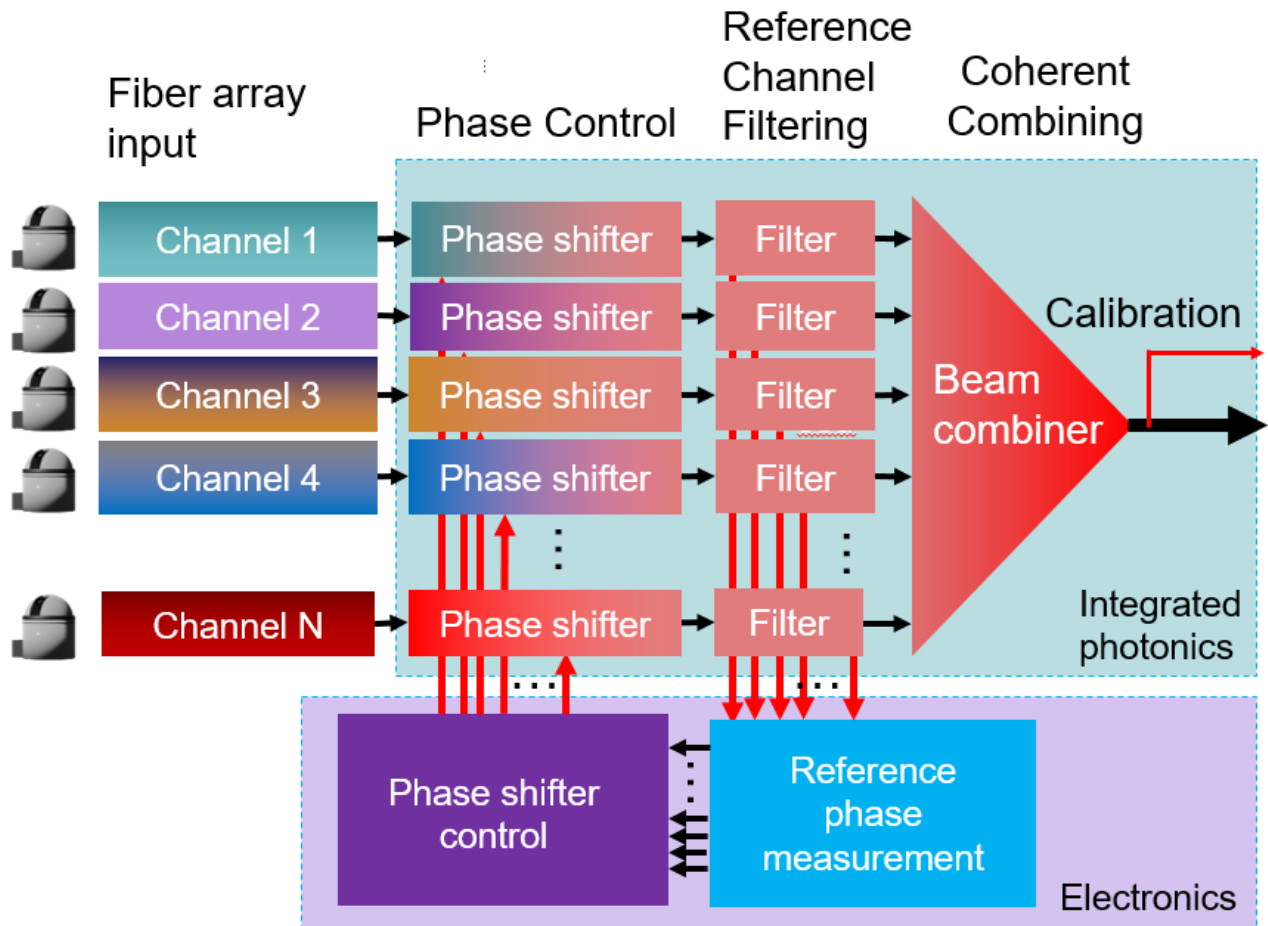 Fiber array
input
Phase Control
Reference
Channel
Filtering
Coherent
Combining
Channel 1
Phase shifter
Filter
Channel 2
Phase shifter
Filter
Channel 3
Phase shifter
Filter
Channel 4
Phase shifter
Filter
Channel N
Phase shifter
Filter
Beam
combiner
Calibration
Integrated
photonics
Phase shifter
control
Reference
phase
measurement
Electronics